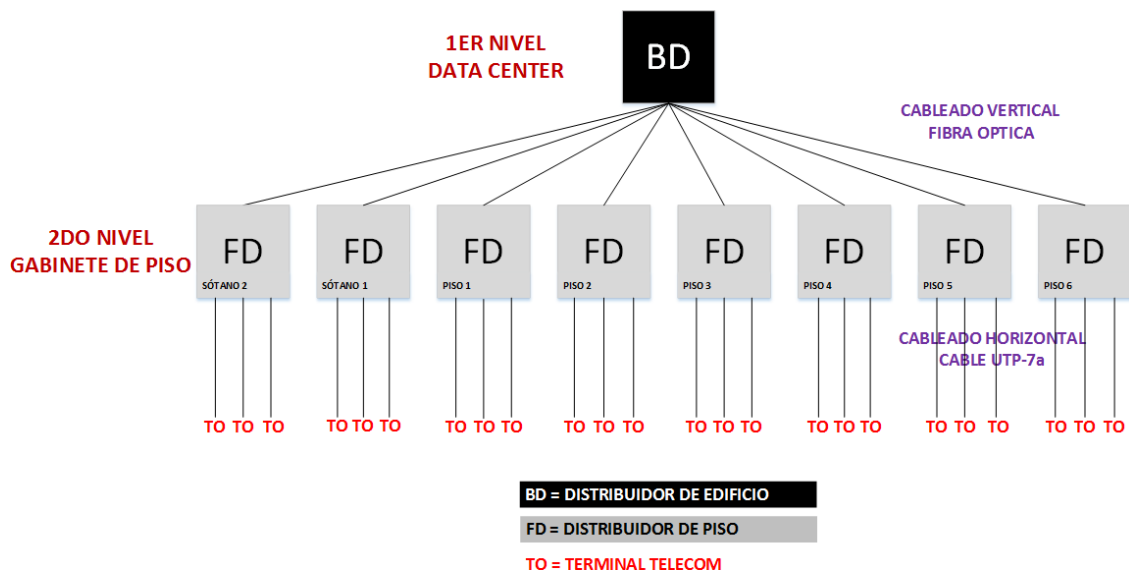 1ER NIVEL
DATA CENTER
BD
CABLEADO VERTICAL
FIBRA OPTICA
2DO NIVEL
GABINETE DE PISO
FD
SÓTANO 2
FD
SÓTANO 1
FD
PISO 1
FD
PISO 2
FD
PISO 3
FD
PISO 4
FD
PISO 5
FD
PISO 6
CABLEADO HORIZONTAL
CABLE UTP-7a
TO TO TO TO TO TO TO TO TO TO TO TO TO TO TO TO TO TO TO TO TO TO TO TO
BD = DISTRIBUIDOR DE EDIFICIO
FD = DISTRIBUIDOR DE PISO
TO = TERMINAL TELECOM